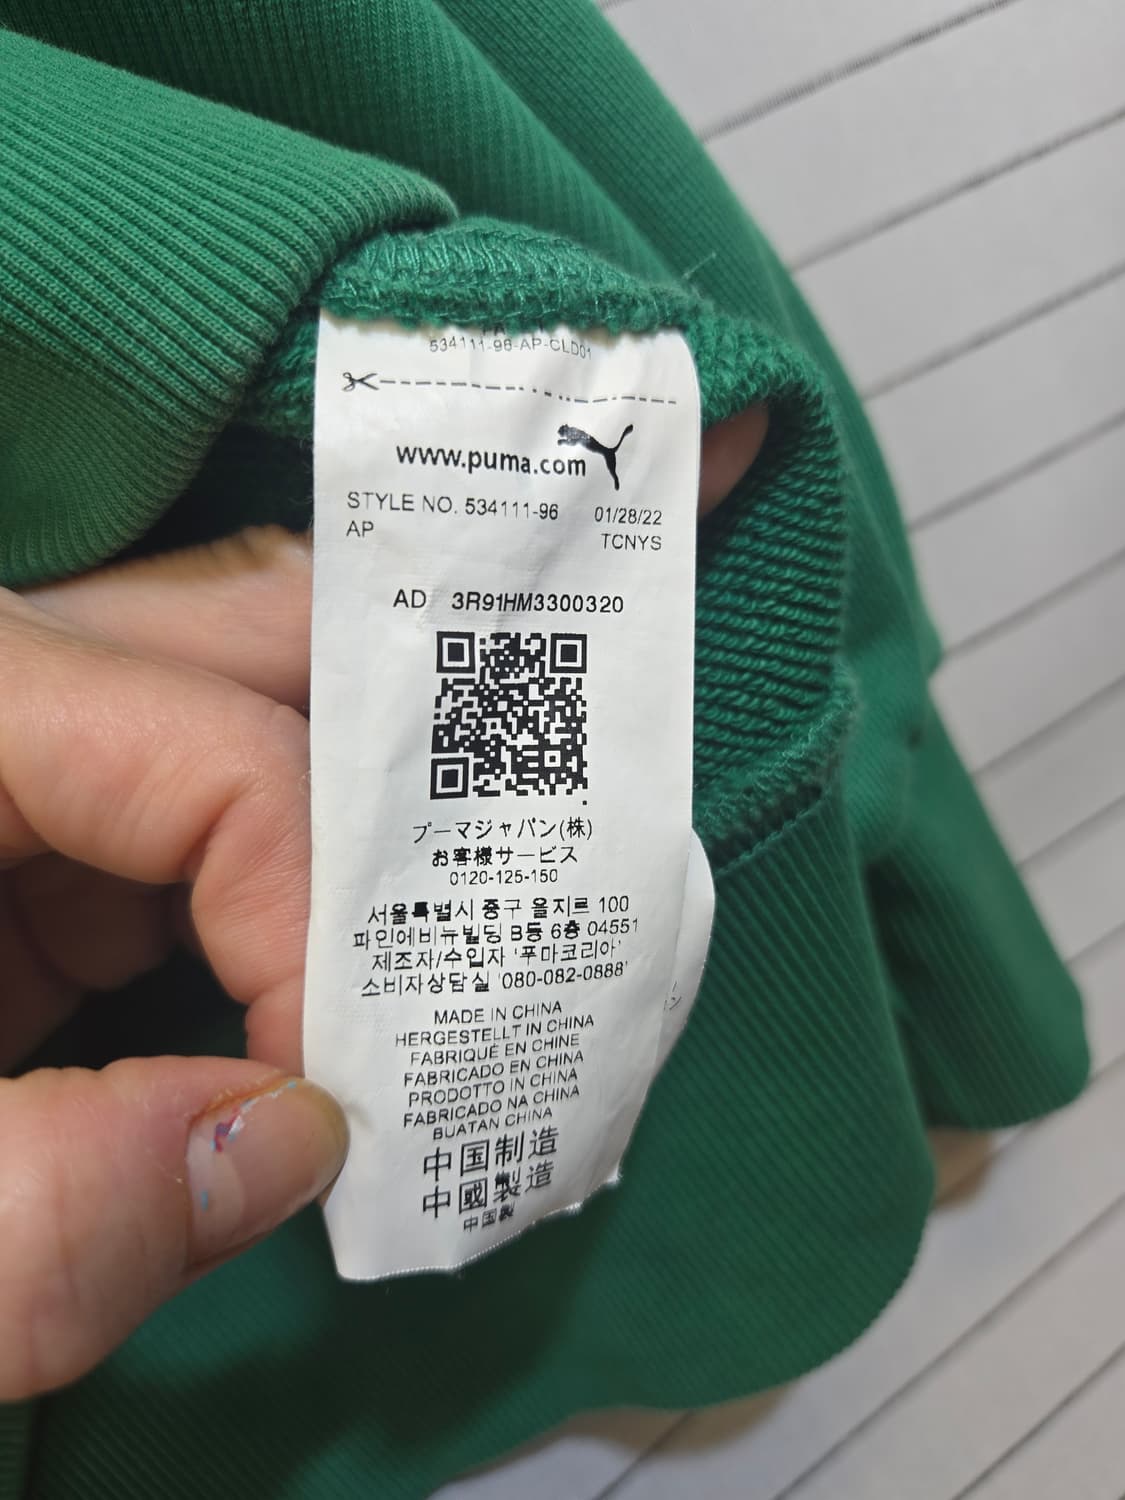 534111-96-AP-CLD01
www.puma.com
STYLE NO. 534111-96 01/28/22
AP TCNYS
AD 3R91HM3300320
プーマジャパン(株)
お客様サービス
0120-125-150
서울특별시 중구 을지르 100
파인에비뉴빌딩 B등 6층 04551
제조자/수입자 '푸마코리아'
소비자상담실 '080-082-0888'
MADE IN CHINA
HERGESTELLT IN CHINA
FABRIQUÉ EN CHINE
FABRICADO EN CHINA
PRODOTTO IN CHINA
FABRICADO NA CHINA
BUATAN CHINA
中国制造
中國製造
中国製